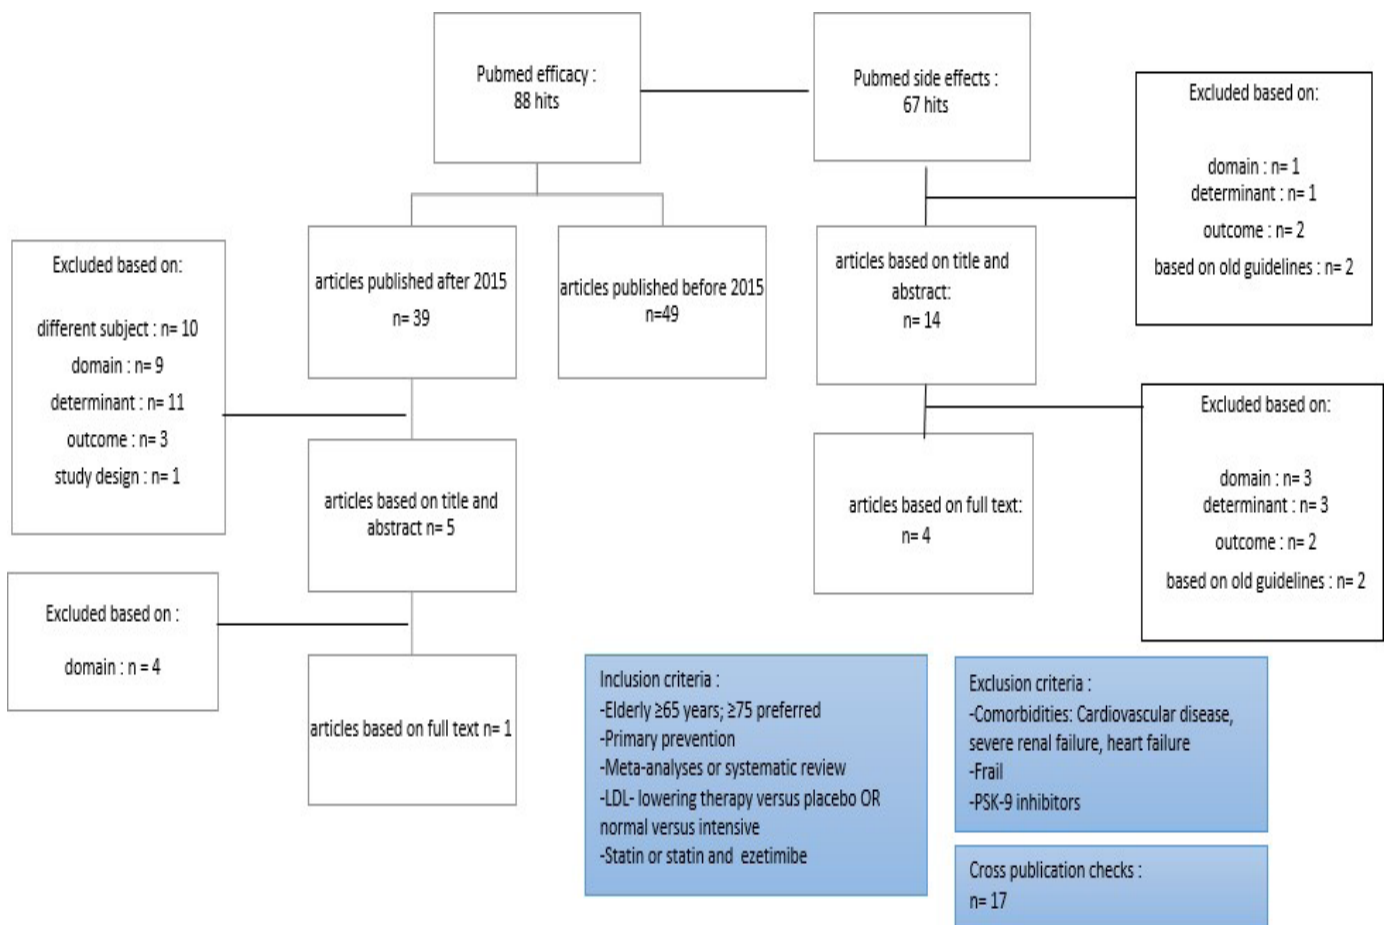 Pubmed efficacy :
88 hits
Pubmed side effects :
67 hits
Excluded based on:
domain : n= 1
determinant : n= 1
outcome : n= 2
based on old guidelines : n= 2
Excluded based on:
different subject : n= 10
domain : n= 9
determinant : n= 11
outcome : n= 3
study design : n= 1
articles published after 2015
n= 39
articles published before 2015
n=49
articles based on title and
abstract:
n= 14
Excluded based on:
domain : n= 3
determinant : n= 3
outcome : n= 2
based on old guidelines : n= 2
articles based on title and
abstract n= 5
articles based on full text:
n= 4
Excluded based on :
domain : n = 4
articles based on full text n= 1
Inclusion criteria :
-Elderly ≥65 years; ≥75 preferred
-Primary prevention
-Meta-analyses or systematic review
-LDL- lowering therapy versus placebo OR
normal versus intensive
-Statin or statin and ezetimibe
Exclusion criteria :
-Comorbidities: Cardiovascular disease,
severe renal failure, heart failure
-Frail
-PSK-9 inhibitors
Cross publication checks :
n= 17